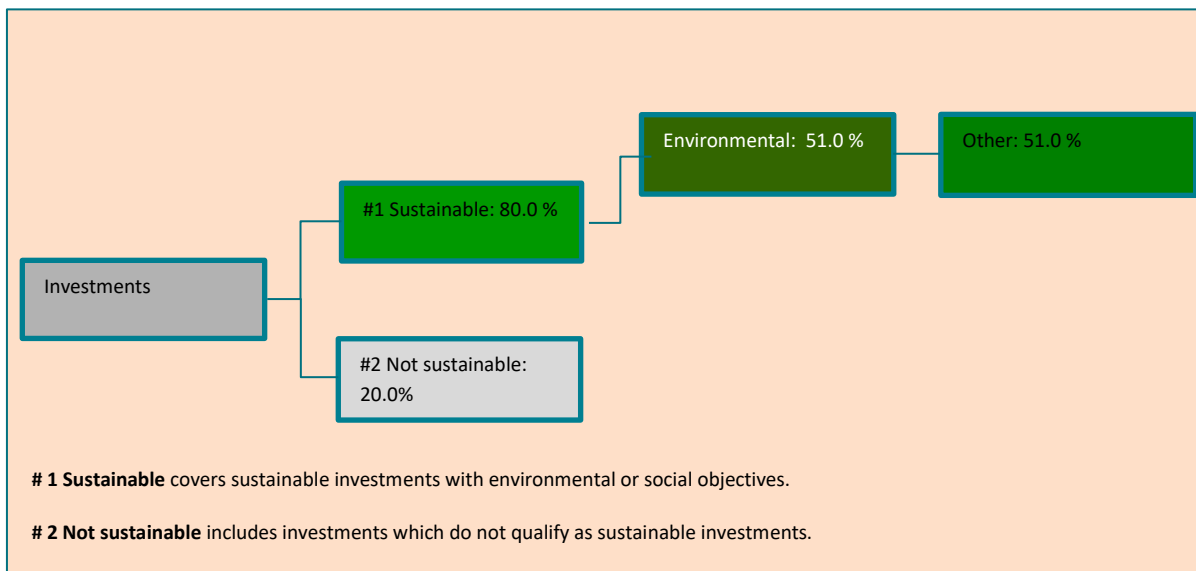 Environmental:  51.0 %
Other: 51.0 %
#1 Sustainable: 80.0 %
Investments
#2 Not sustainable:
20.0%
# 1 Sustainable covers sustainable investments with environmental or social objectives.
# 2 Not sustainable includes investments which do not qualify as sustainable investments.